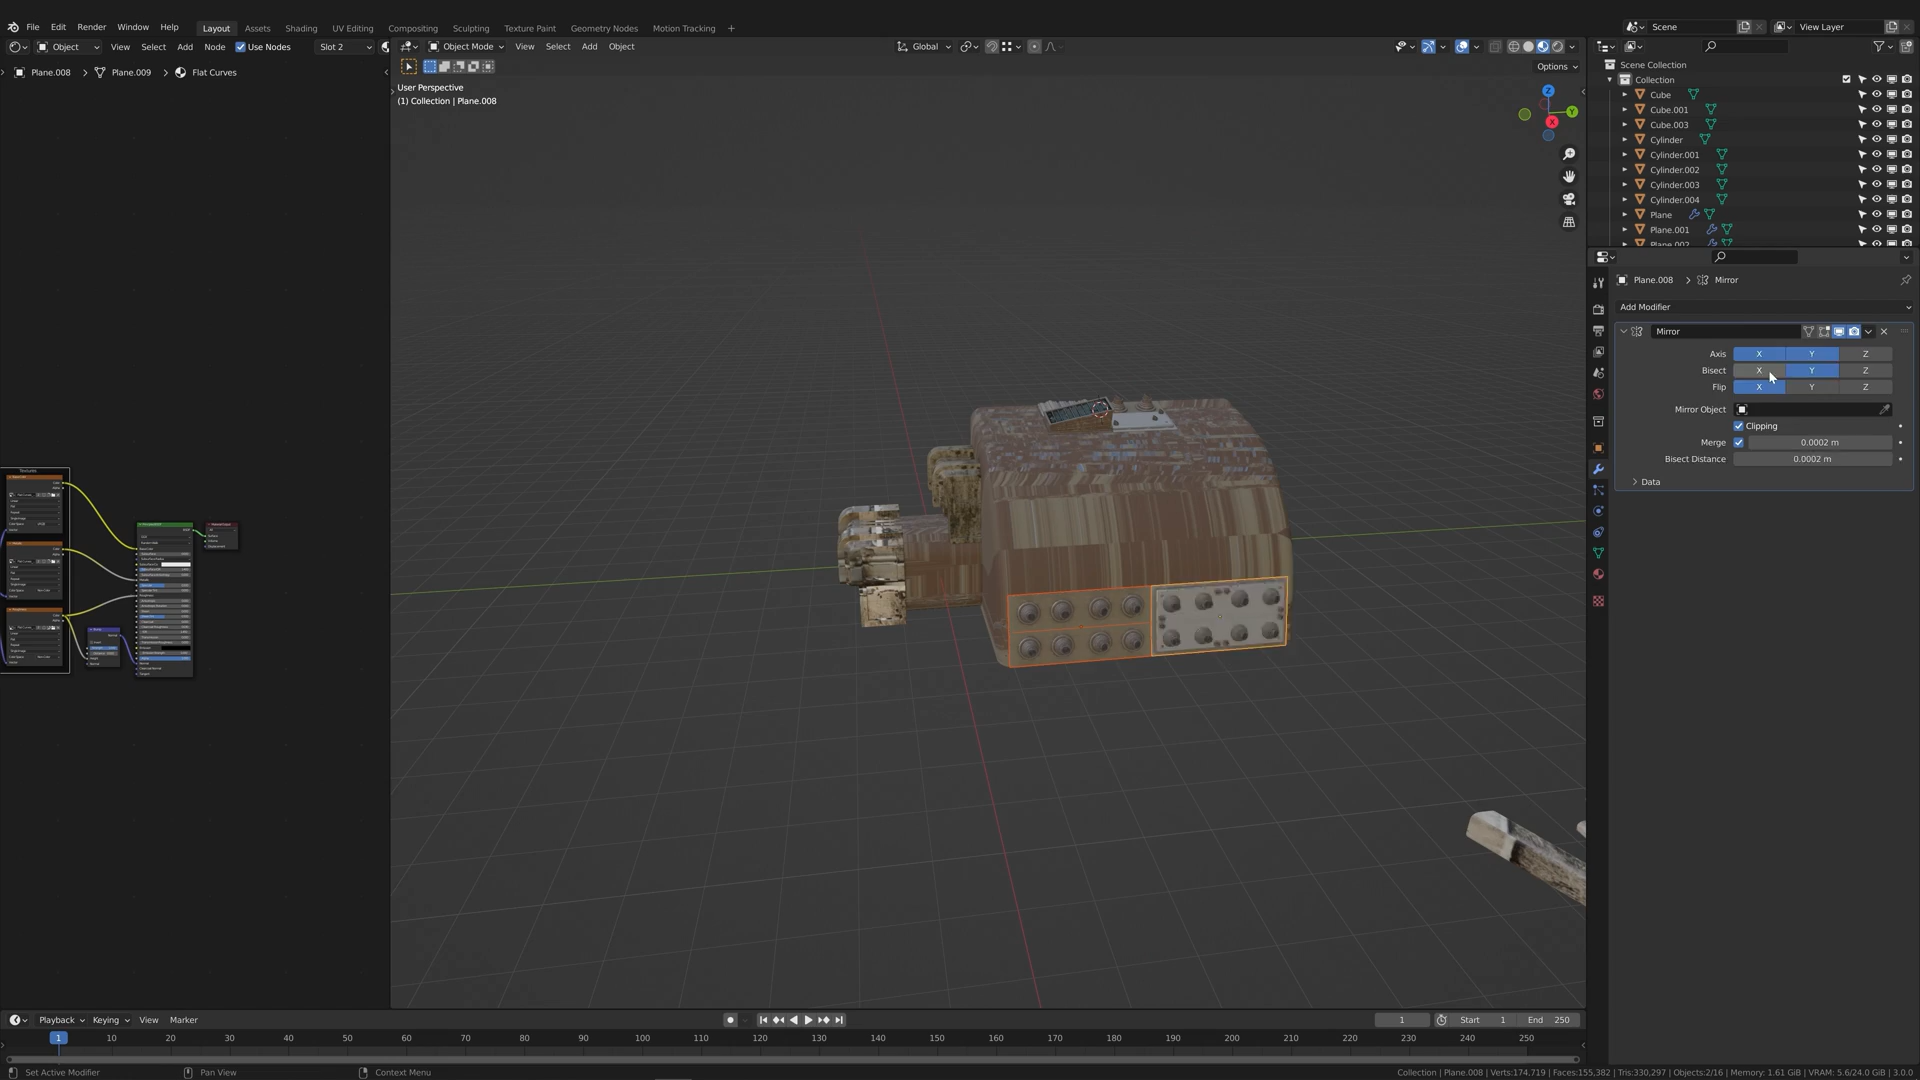 File Edit Render Window Help Layout Assets Shading UV Editing Compositing Sculpting Texture Paint Geometry Nodes Motion Tracking + Scene View Layer
Object View Select Add Node Use Nodes Slot 2
Object Mode View Select Add Object Global
Options
Plane.008 > Plane.009 > Flat Curves
User Perspective
(1) Collection | Plane.008
Z
Y
X
Scene Collection
Collection
Cube
Cube.001
Cube.003
Cylinder
Cylinder.001
Cylinder.002
Cylinder.003
Cylinder.004
Plane
Plane.001
Plane.002
Plane.008 > Mirror
Add Modifier
Mirror
Axis X Y Z
Bisect X Y Z
Flip X Y Z
Mirror Object
Clipping
Merge 0.0002 m
Bisect Distance 0.0002 m
Data
Textures
Playback Keying View Marker 1 Start 1 End 250
1 10 20 30 40 50 60 70 80 90 100 110 120 130 140 150 160 170 180 190 200 210 220 230 240 250
Set Active Modifier Pan View Context Menu Collection | Plane.008 | Verts:174,719 | Faces:155,382 | Tris:330,297 | Objects:2/16 | Memory: 1.61 GiB | VRAM: 5.6/24.0 GiB | 3.0.0